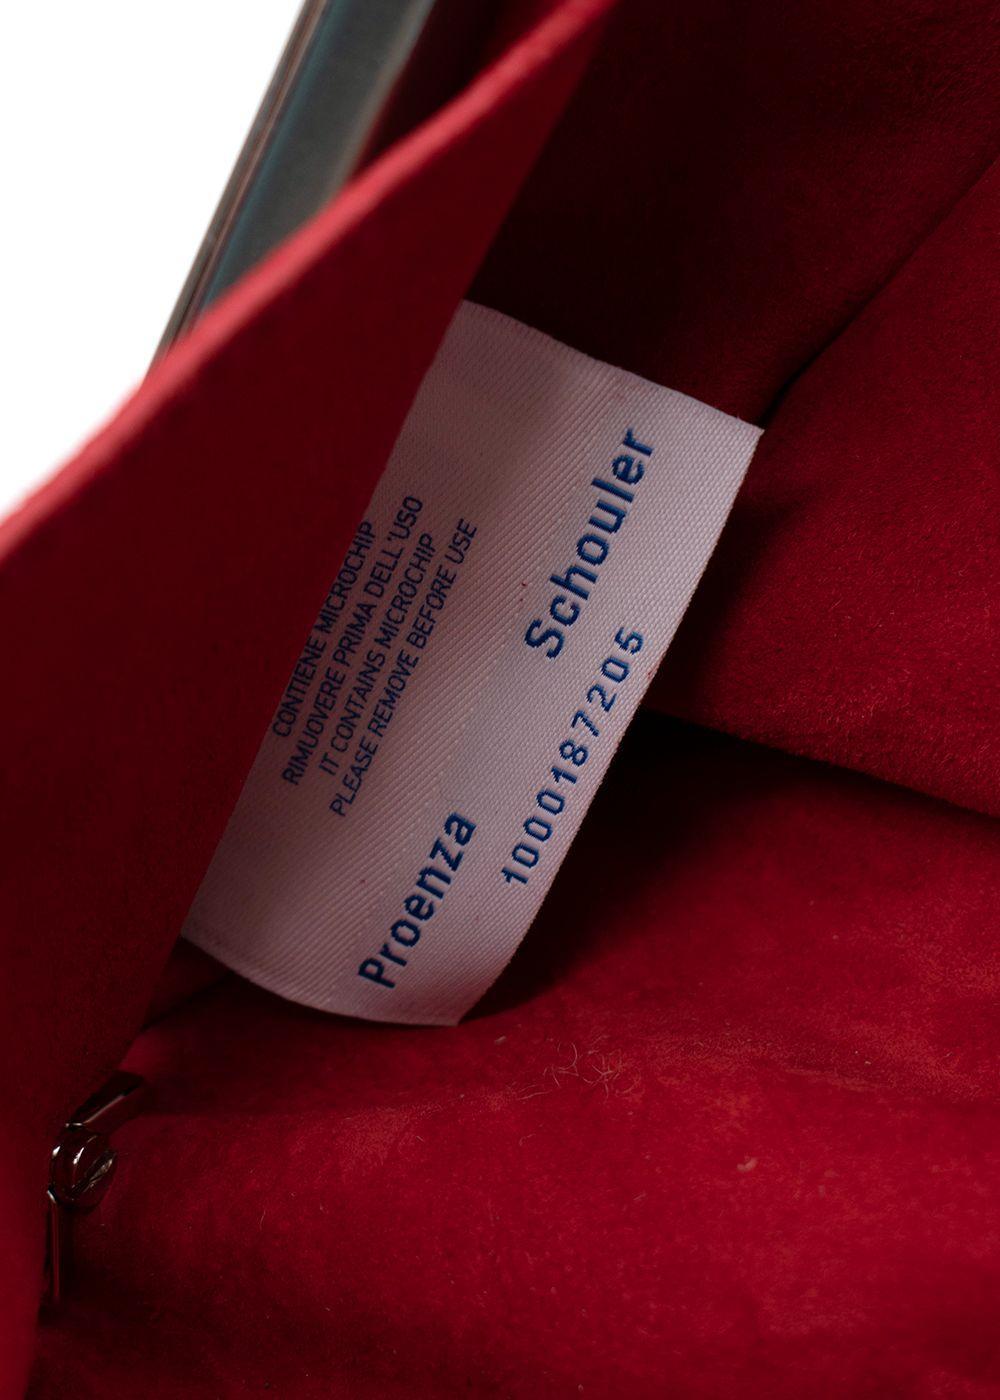 CONTIENE MICROCHIP
RIMUOVERE PRIMA DELL'USO
IT CONTAINS MICROCHIP
PLEASE REMOVE BEFORE USE
Proenza Schouler
1000187205